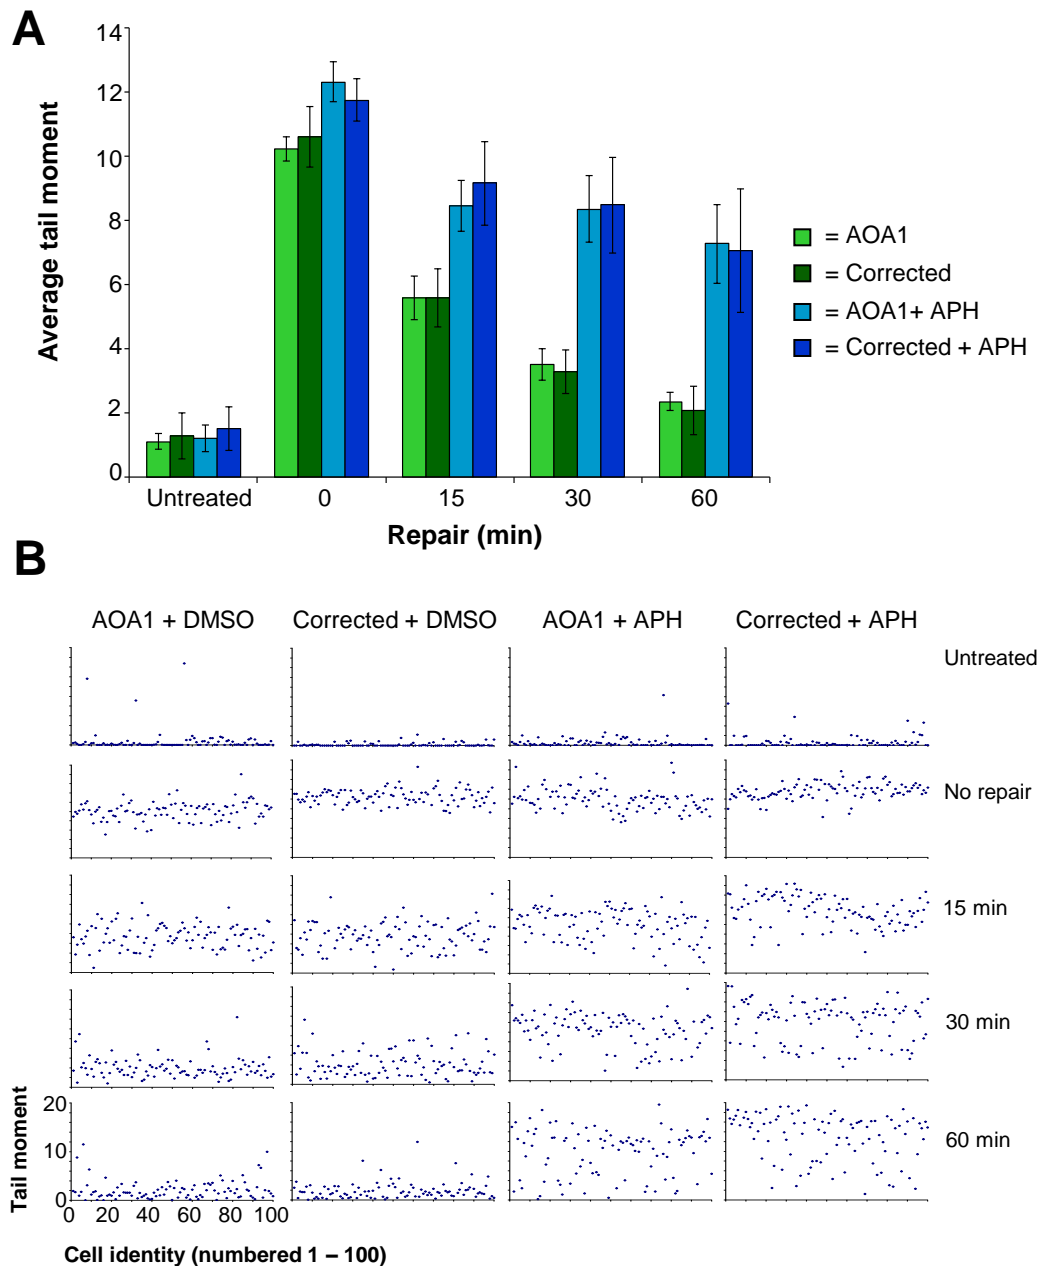 A
Average tail moment
14
12
10
8
6
4
2
0
Untreated 0 15 30 60
Repair (min)
= AOA1
= Corrected
= AOA1+ APH
= Corrected + APH
B
AOA1 + DMSO Corrected + DMSO AOA1 + APH Corrected + APH
Untreated
No repair
15 min
30 min
60 min
Tail moment
20
10
0
0 20 40 60 80 100
Cell identity (numbered 1 – 100)